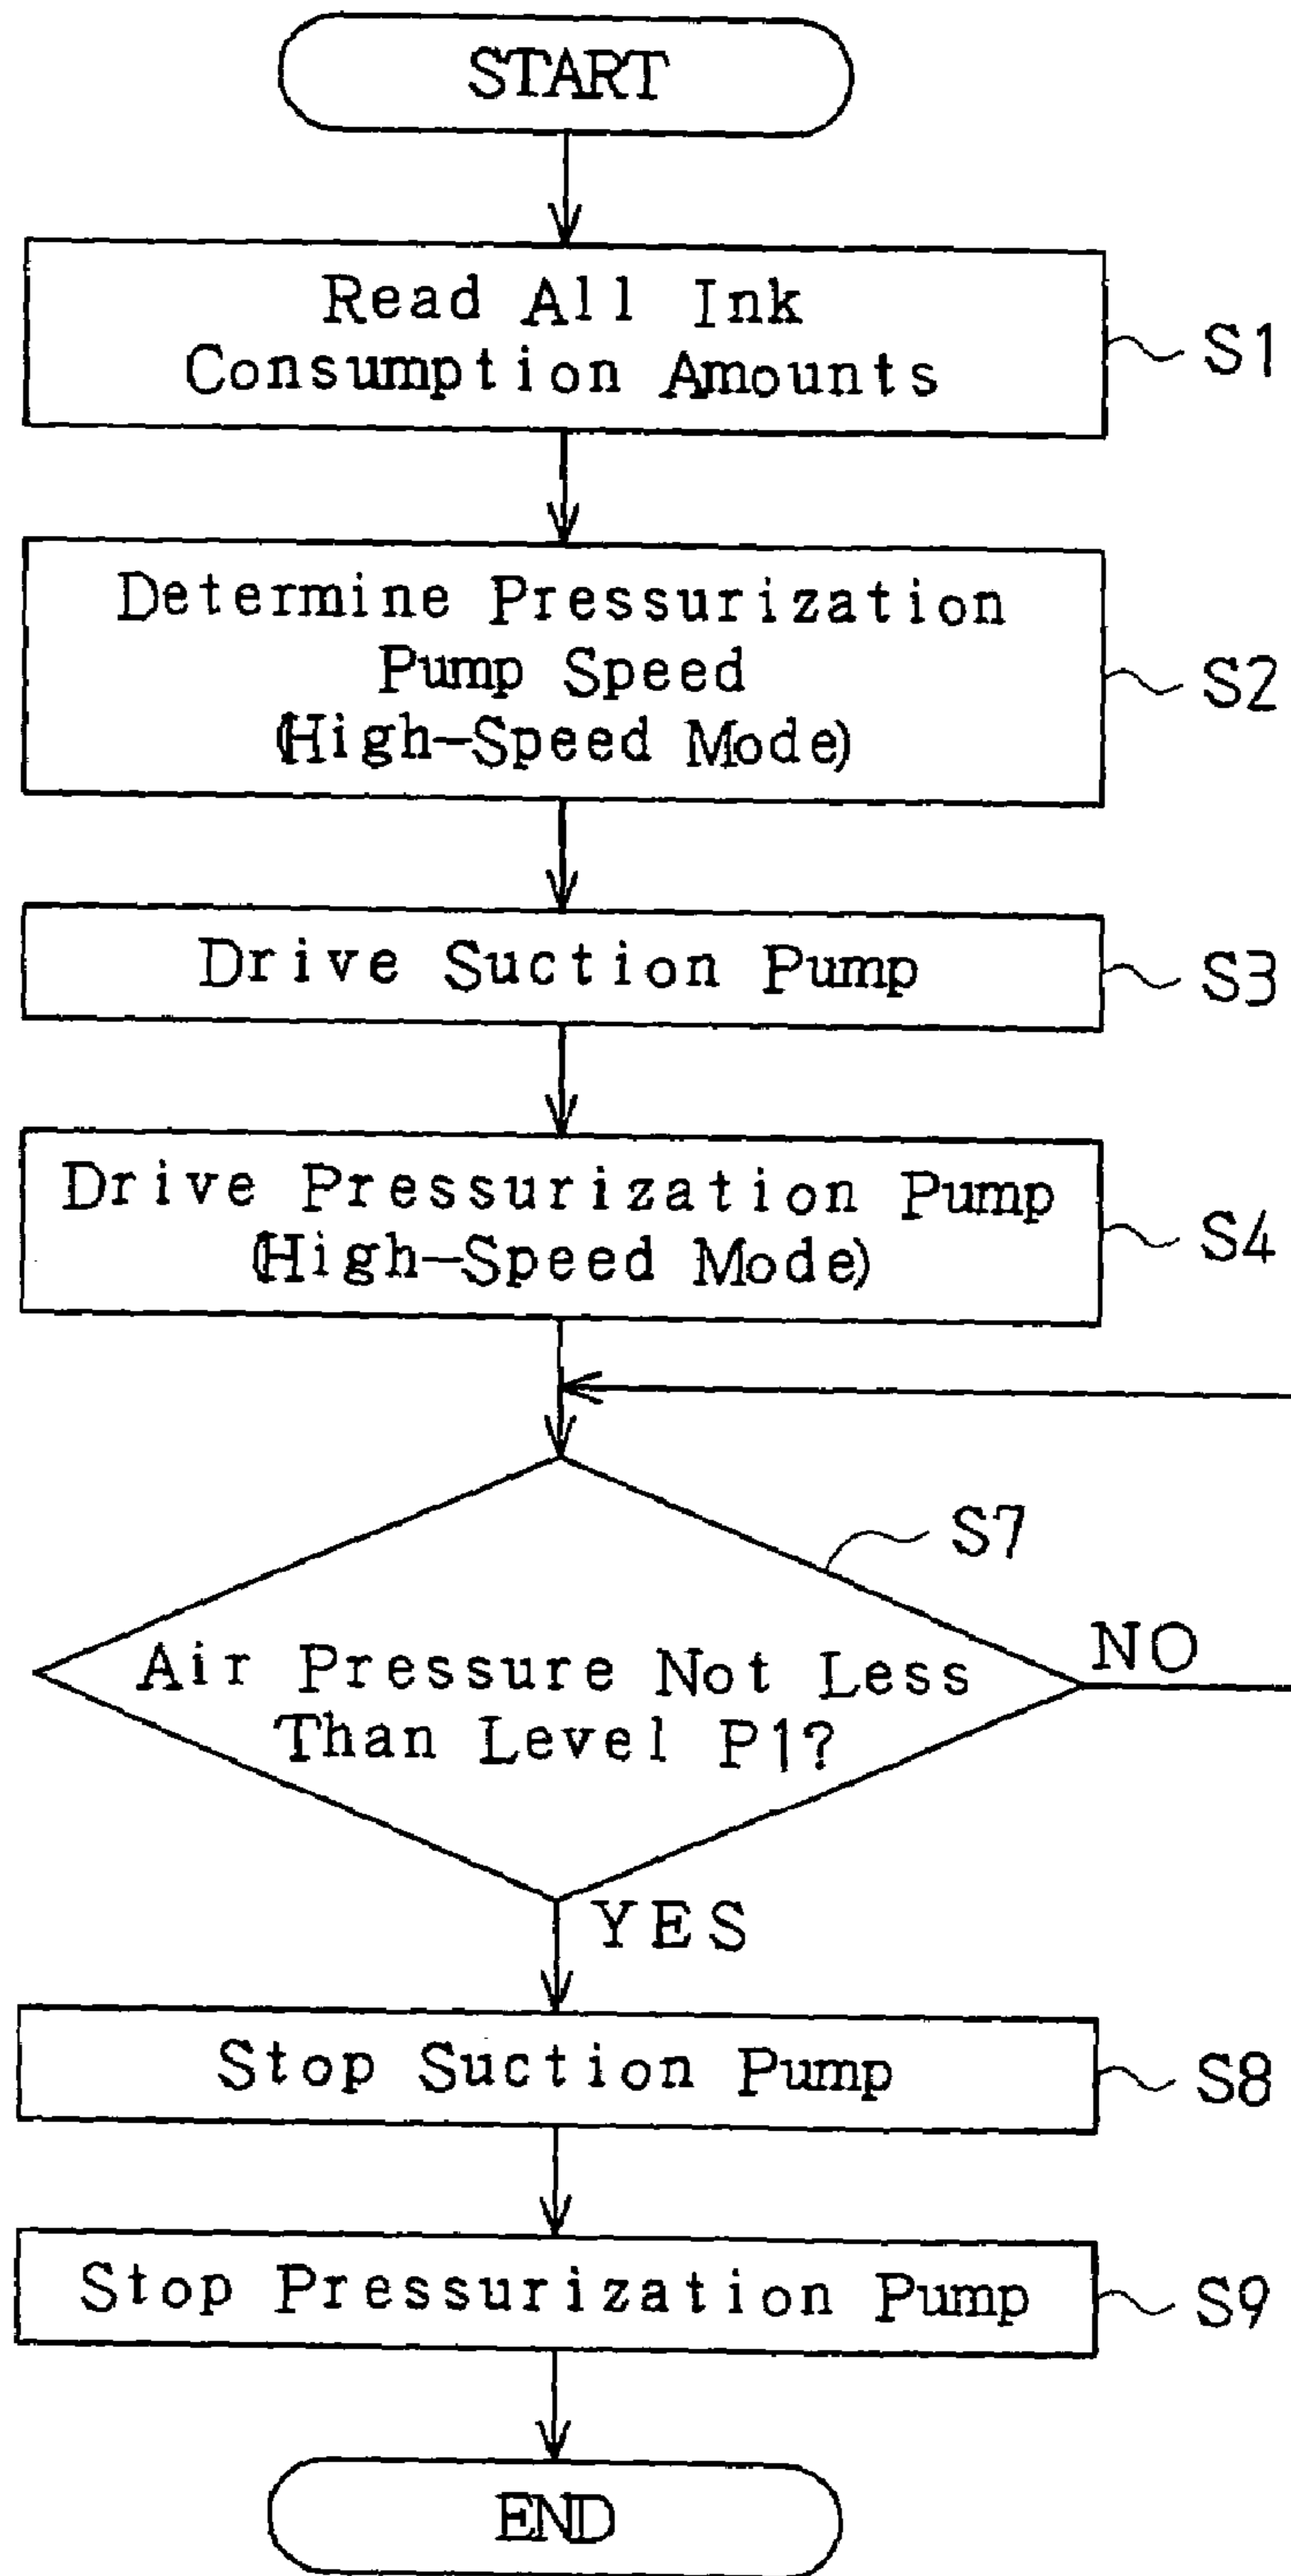 START
Read All Ink
Consumption Amounts
S1
Determine Pressurization
Pump Speed
(High-Speed Mode)
S2
Drive Suction Pump
S3
Drive Pressurization Pump
(High-Speed Mode)
S4
S7
Air Pressure Not Less
Than Level P1?
NO
YES
Stop Suction Pump
S8
Stop Pressurization Pump
S9
END